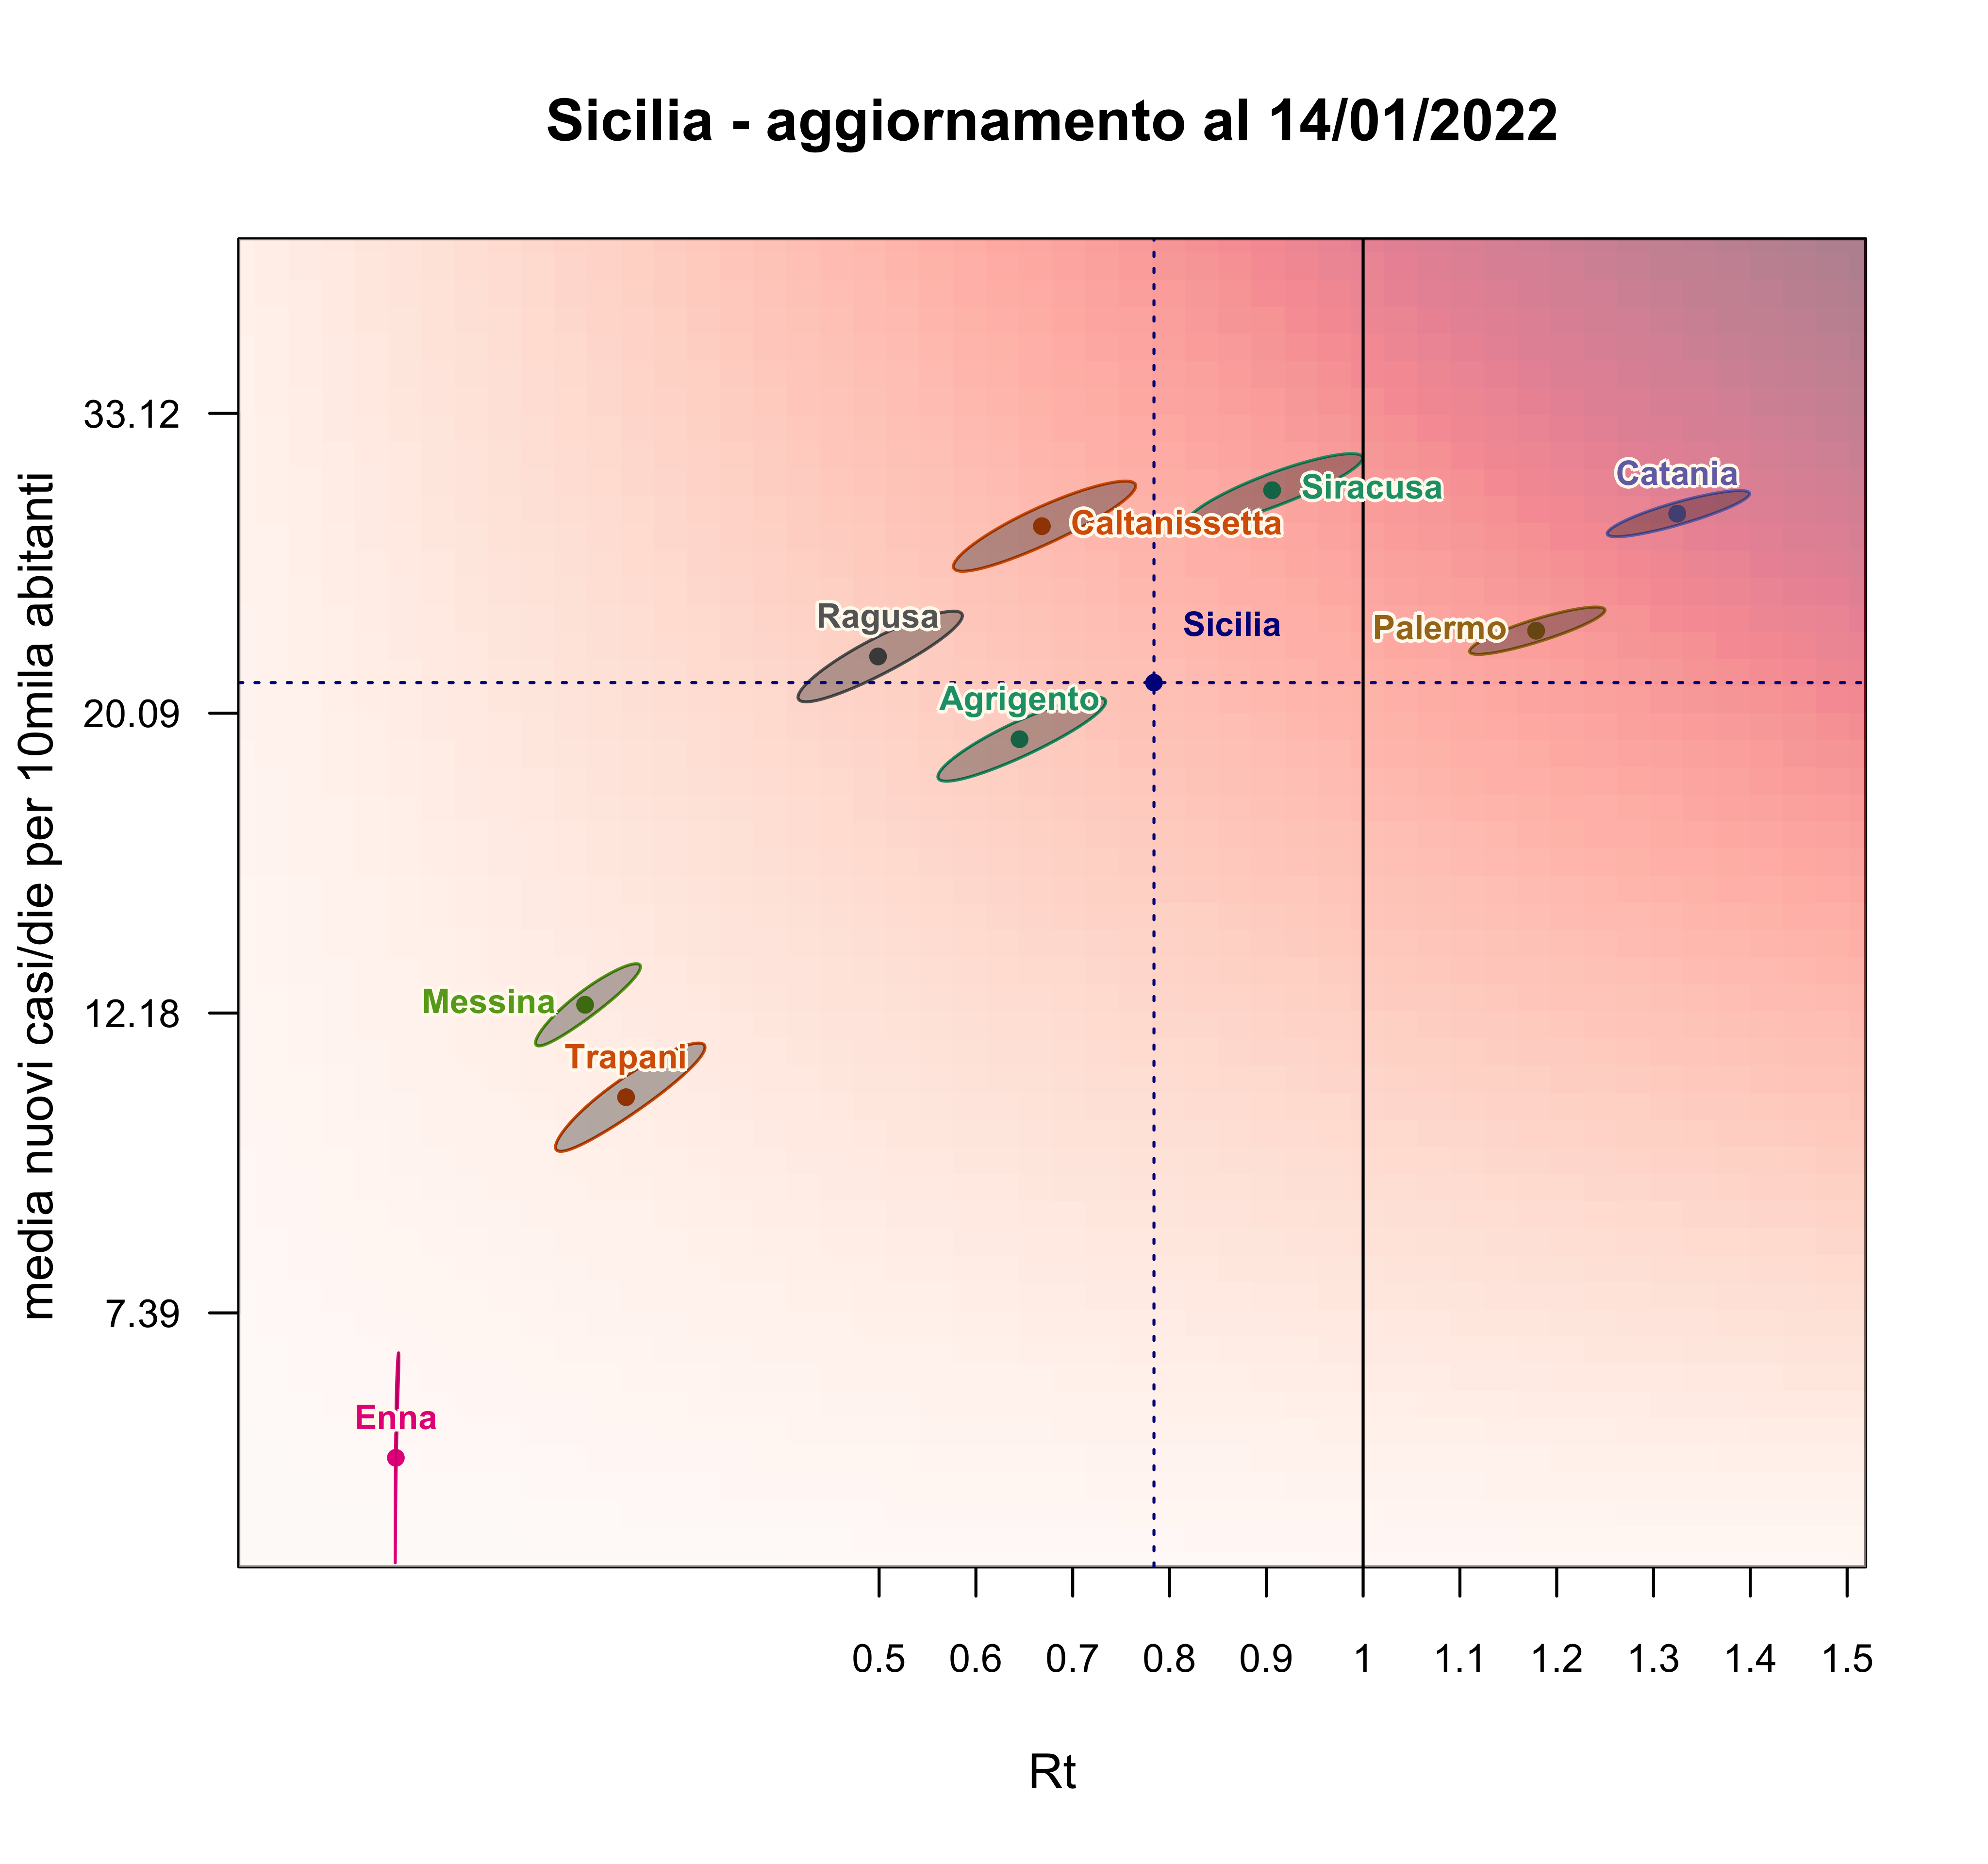 Sicilia - aggiornamento al 14/01/2022
media nuovi casi/die per 10mila abitanti
33.12
20.09
12.18
7.39
Catania
Siracusa
Caltanissetta
Ragusa
Sicilia
Palermo
Agrigento
Messina
Trapani
Enna
0.5 0.6 0.7 0.8 0.9 1 1.1 1.2 1.3 1.4 1.5
Rt